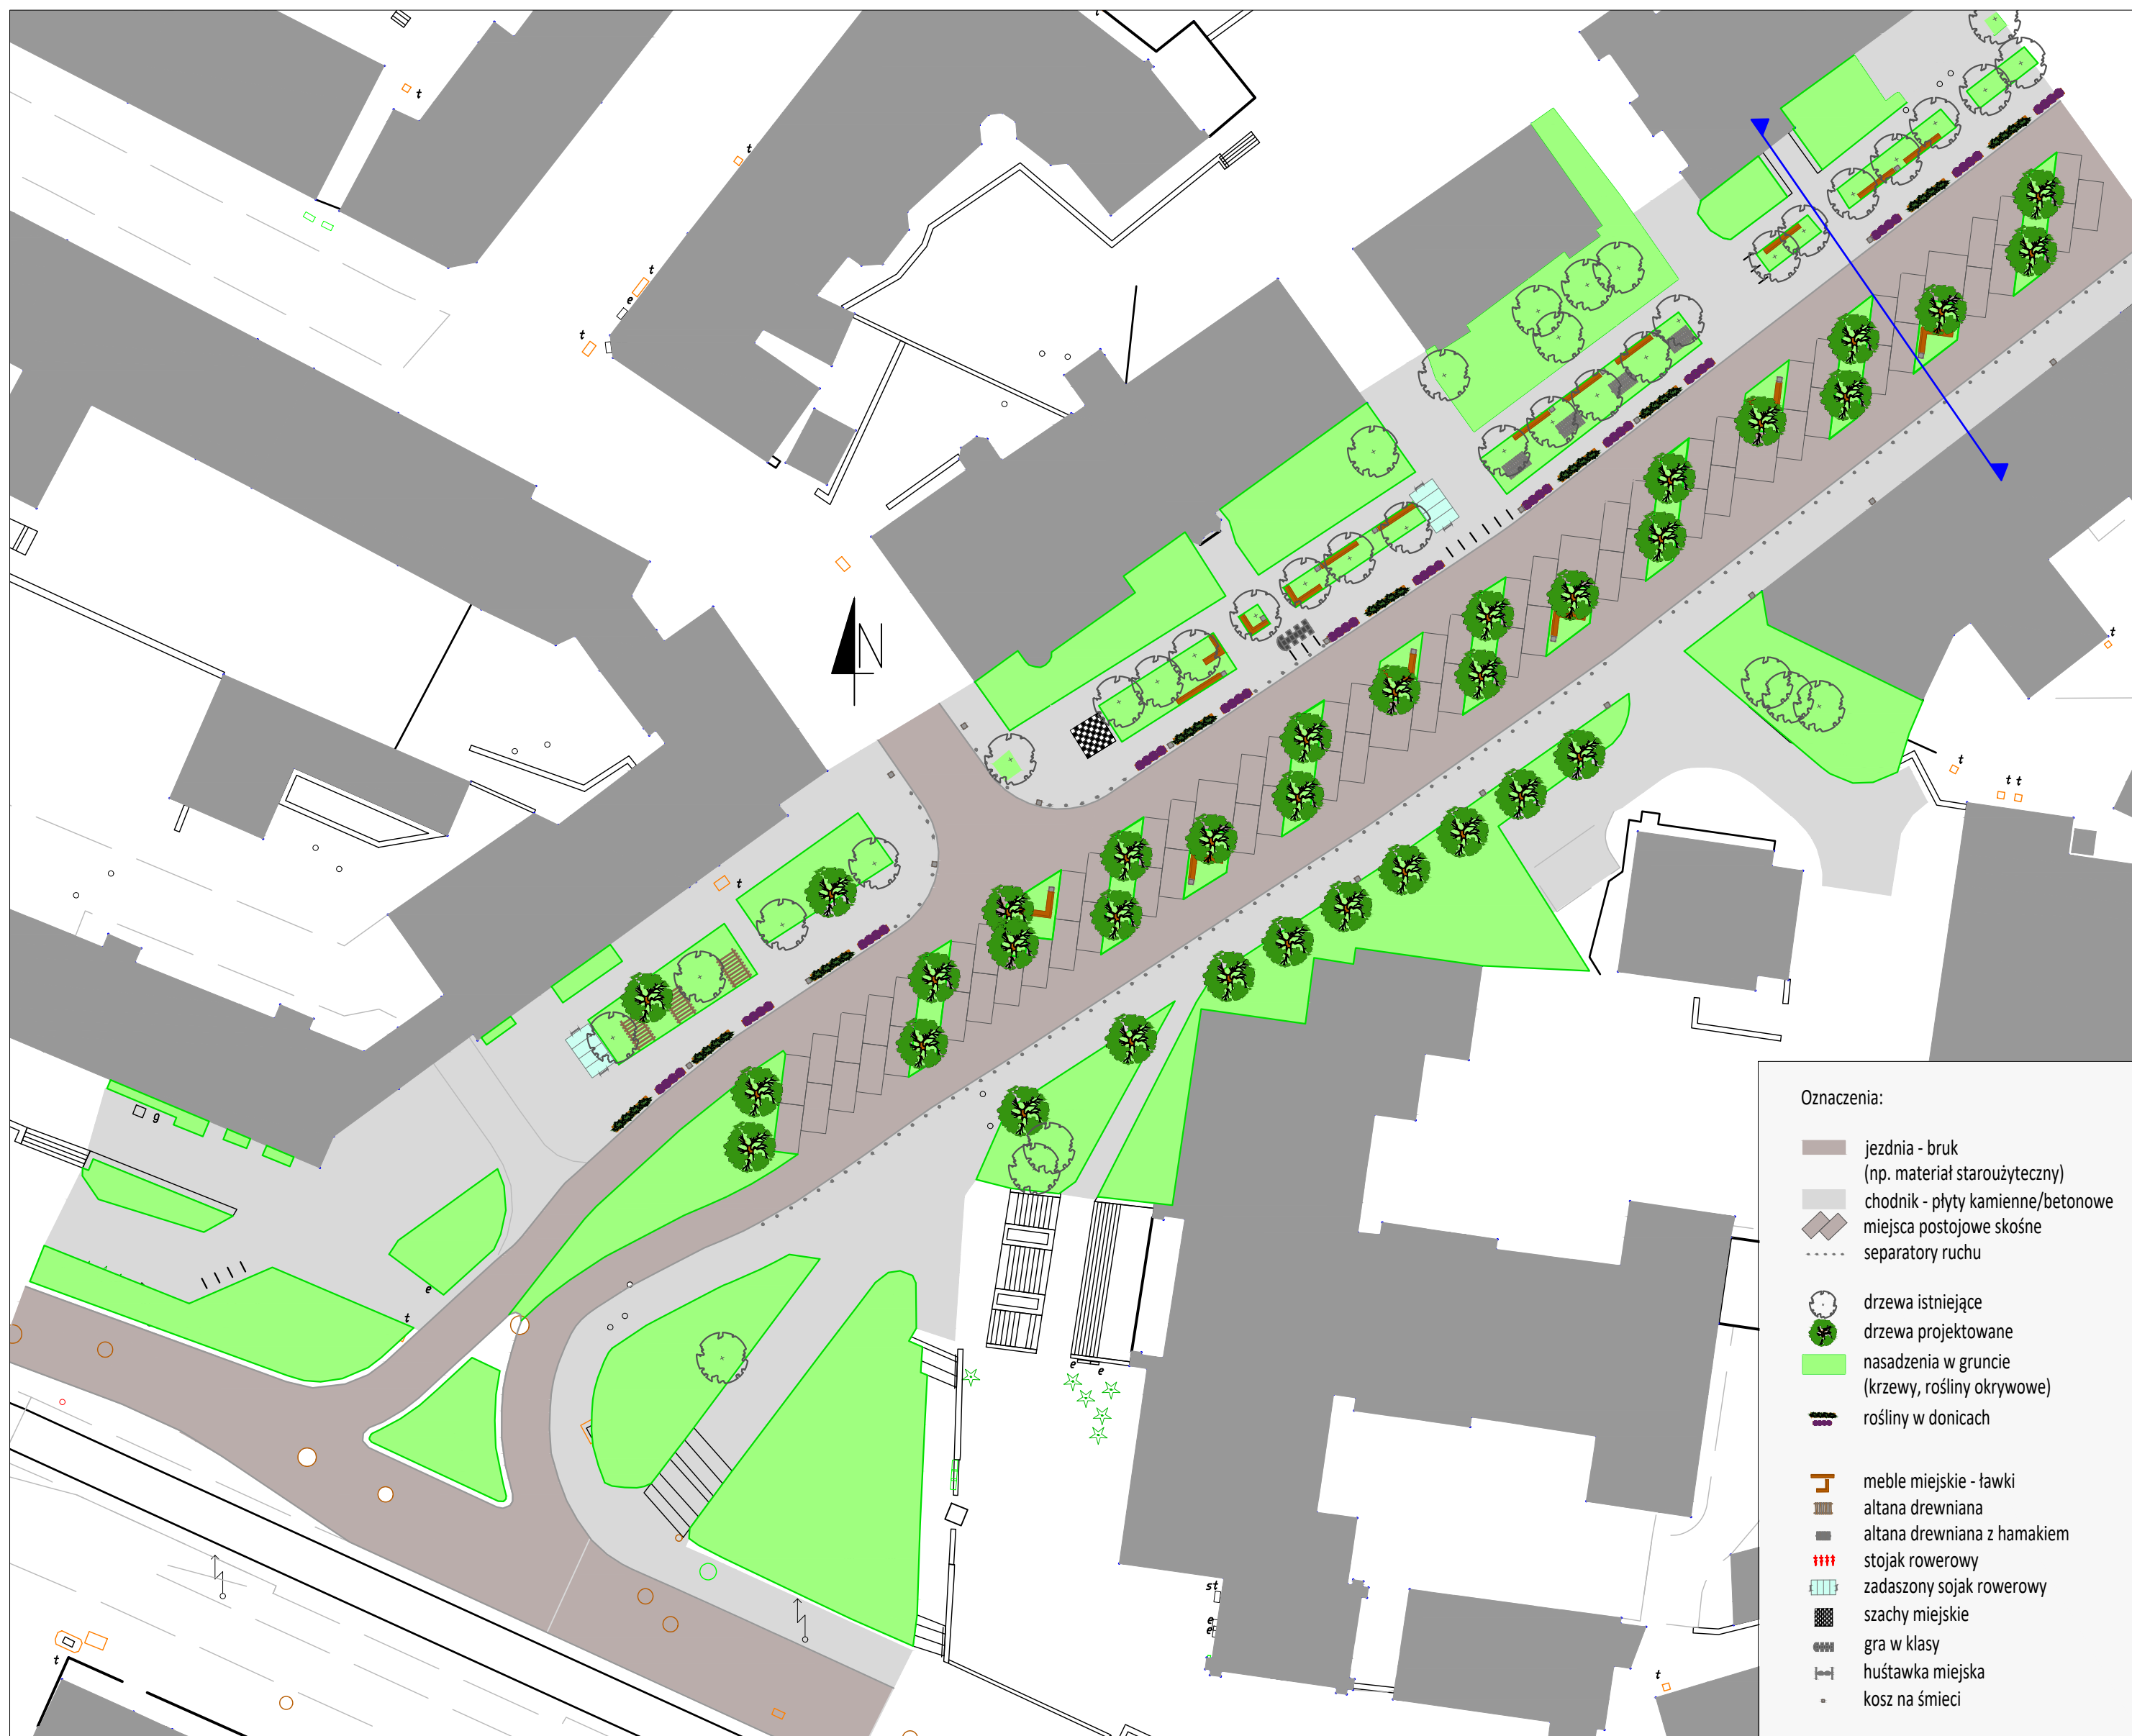 t
t
t
t
e
t
N
t
t
t
t t
g
e
t
e
e
st
e
e
t
t
Oznaczenia:
jezdnia - bruk
(np. materiał staroużyteczny)
chodnik - płyty kamienne/betonowe
miejsca postojowe skośne
separatory ruchu
drzewa istniejące
drzewa projektowane
nasadzenia w gruncie
(krzewy, rośliny okrywowe)
rośliny w donicach
meble miejskie - ławki
altana drewniana
altana drewniana z hamakiem
stojak rowerowy
zadaszony sojak rowerowy
szachy miejskie
gra w klasy
huśtawka miejska
kosz na śmieci